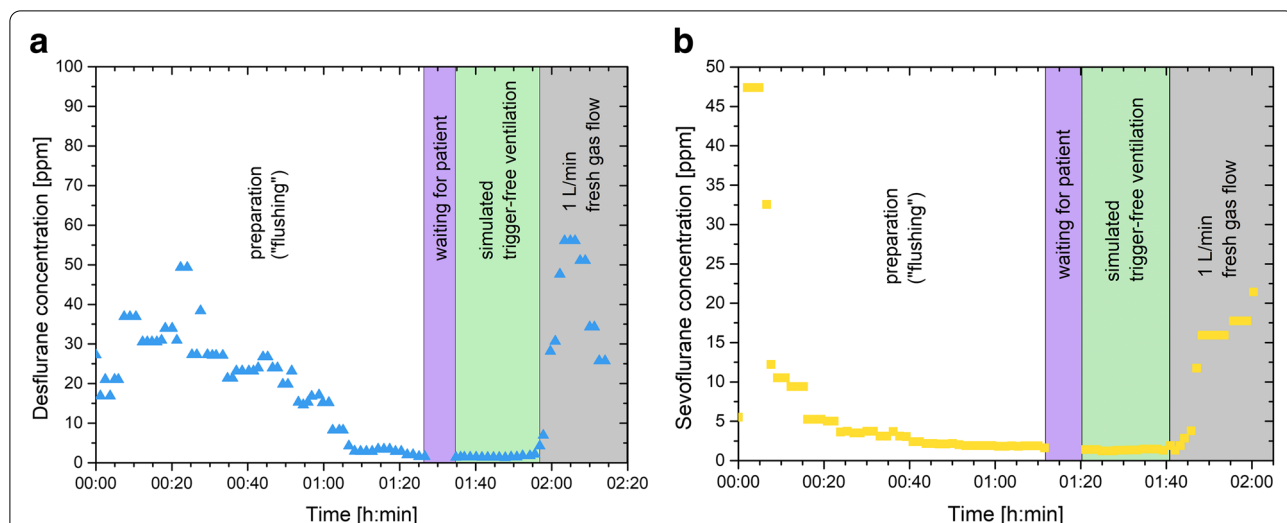 a
Desflurane concentration [ppm]
100
90
80
70
60
50
40
30
20
10
0
preparation
("flushing")
waiting for patient
simulated
trigger-free ventilation
1 L/min
fresh gas flow
00:00
00:20
00:40
01:00
01:20
01:40
02:00
02:20
Time [h:min]
b
Sevoflurane concentration [ppm]
50
45
40
35
30
25
20
15
10
5
0
preparation
("flushing")
waiting for patient
simulated
trigger-free ventilation
1 L/min
fresh gas flow
00:00
00:20
00:40
01:00
01:20
01:40
02:00
Time [h:min]